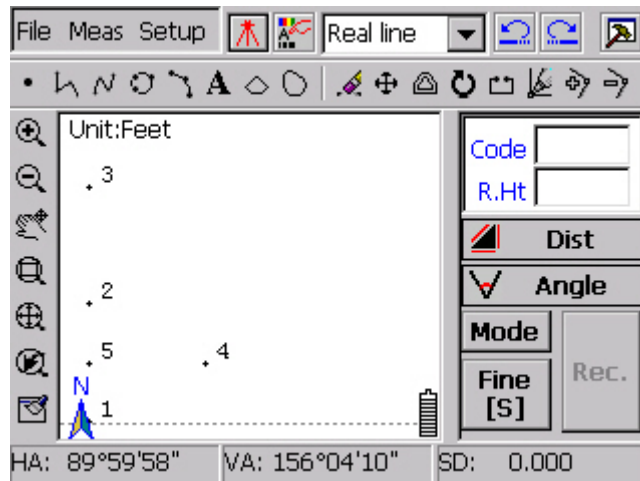 File Meas Setup Real line
A
Unit:Feet
Code
3
R.Ht
Dist
2
Angle
Mode
5 4
Rec.
N
Fine
1
[S]
HA: 89°59'58" VA: 156°04'10" SD: 0.000